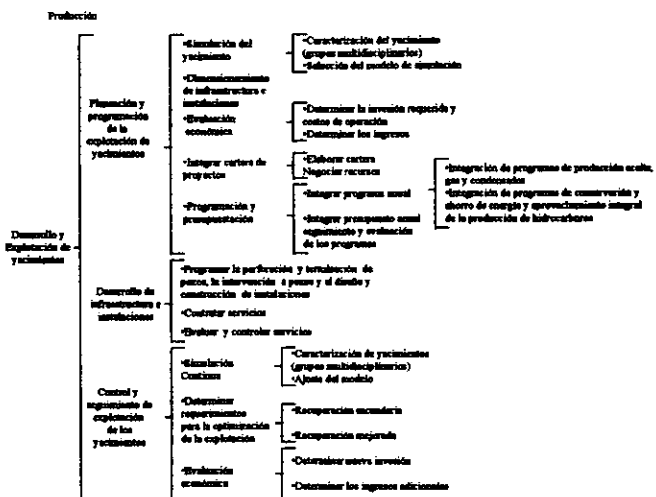 Producción
•Simulación del
yacimiento
•Caracterización del yacimiento
(grupos multidisciplinarios)
•Selección del modelo de simulación
•Dimensionamiento
de infraestructura e
instalaciones
Planeación y
programación
de la
explotación de
yacimientos
•Evaluación
económica
•Determinar la inversión requerida y
costos de operación
•Determinar los ingresos
•Integrar cartera de
proyectos
•Elaborar cartera
Negociar recursos
•Programación y
presupuestación
•Integrar programa anual
•Integrar presupuesto anual
seguimiento y evaluación
de los programas
•Integración de programas de producción aceite,
gas y condensados
•Integración de programas de conservación y
ahorro de energía y aprovechamiento integral
de la producción de hidrocarburos
Desarrollo y
Explotación de
yacimientos
Desarrollo de
infraestructura e
instalaciones
•Programar la perforación y terminación de
pozos, la intervención a pozos y el diseño y
construcción de instalaciones
•Contratar servicios
•Evaluar y controlar servicios
Control y
seguimiento de
explotación
de los
yacimientos
•Simulación
Continua
•Caracterización de yacimientos
(grupos multidisciplinarios)
•Ajuste del modelo
•Determinar
requerimientos
para la optimización
de la explotación
•Recuperación secundaria
•Recuperación mejorada
•Evaluación
económica
•Determinar nueva inversión
•Determinar los ingresos adicionales